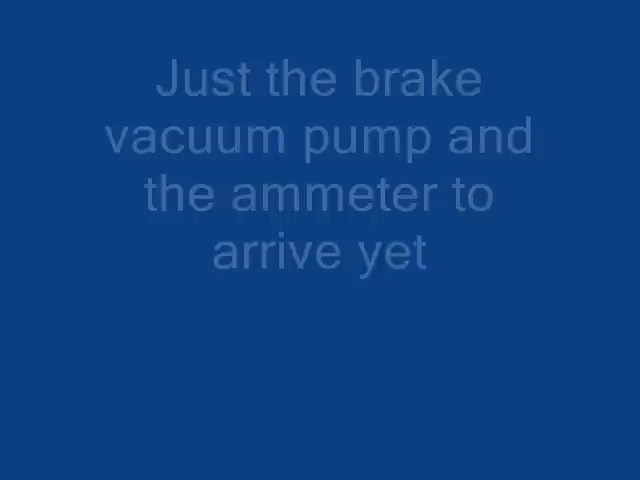 Just the brake
vacuum pump and
the ammeter to
arrive yet